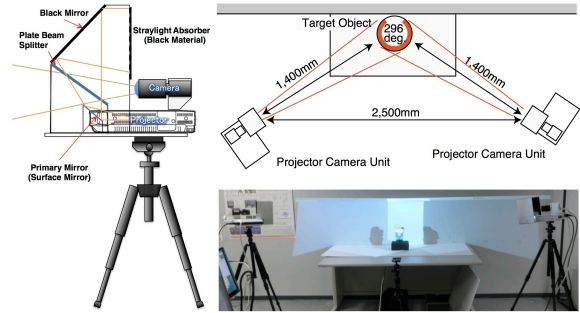 Black Mirror
Plate Beam
Splitter
Straylight Absorber
(Black Material)
Camera
Projector
Primary Mirror
(Surface Mirror)
Target Object
296
deg.
1,400mm
1,400mm
2,500mm
Projector Camera Unit
Projector Camera Unit